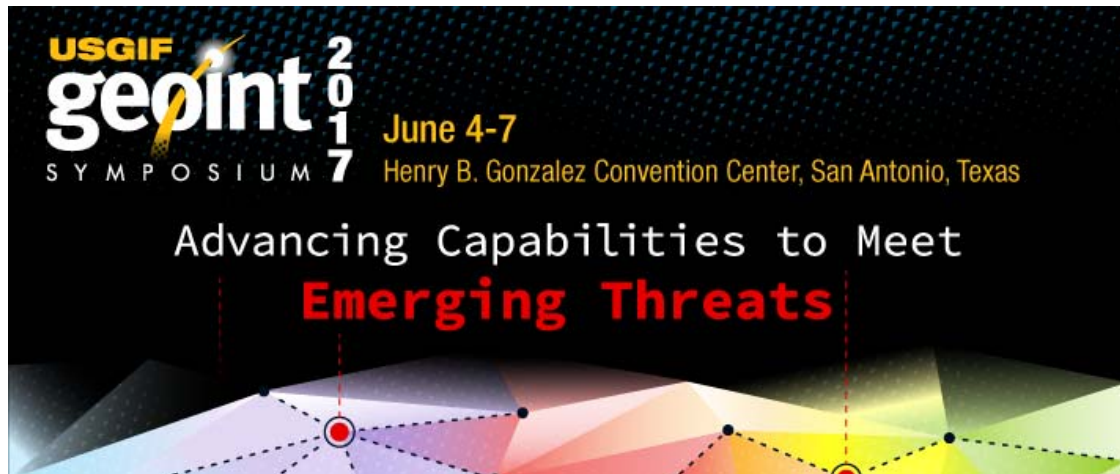 USGIF
geoint
SYMPOSIUM
2017
June 4-7
Henry B. Gonzalez Convention Center, San Antonio, Texas
Advancing Capabilities to Meet
Emerging Threats